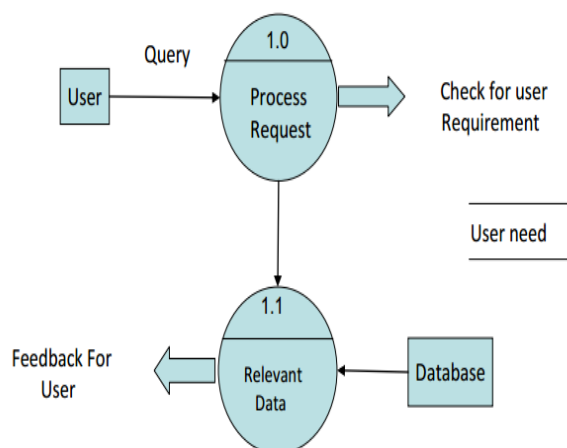 1.0
Query
User
Process
Request
Check for user
Requirement
User need
1.1
Feedback For
User
Relevant
Data
Database